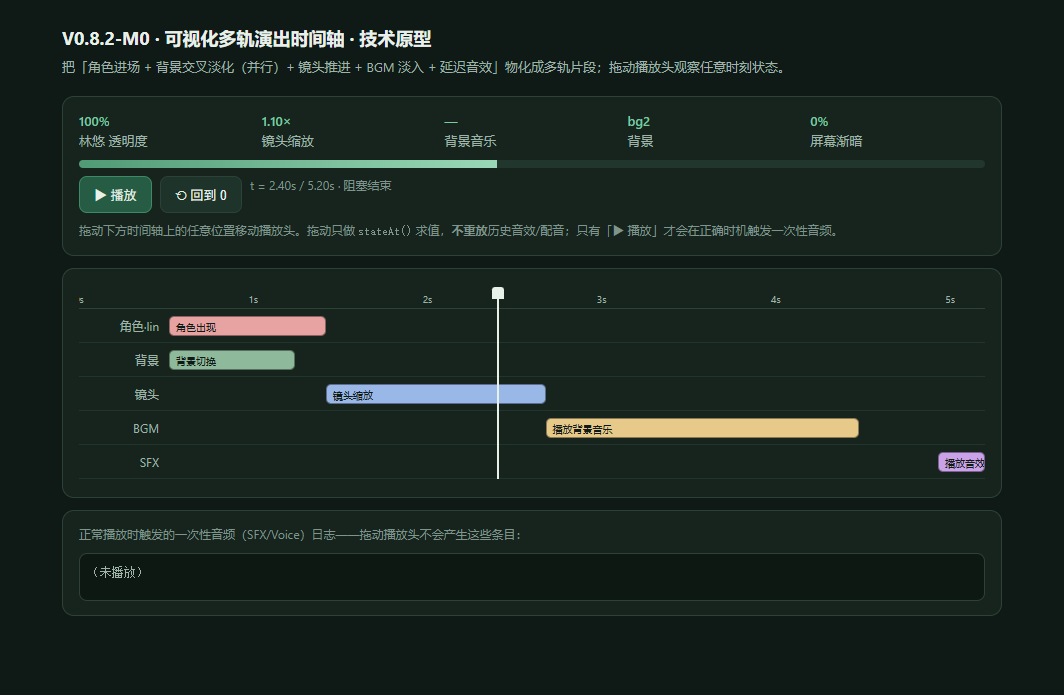 V0.8.2-M0 · 可视化多轨演出时间轴 · 技术原型
把「角色进场 + 背景交叉淡化（并行）+ 镜头推进 + BGM 淡入 + 延迟音效」物化成多轨片段；拖动播放头观察任意时刻状态。
100% 1.10× — bg2 0%
林悠 透明度 镜头缩放 背景音乐 背景 屏幕渐暗
▶ 播放 ⟲ 回到 0 t = 2.40s / 5.20s · 阻塞结束
拖动下方时间轴上的任意位置移动播放头。拖动只做 stateAt() 求值，不重放历史音效/配音；只有「▶ 播放」才会在正确时机触发一次性音频。
s 1s 2s 3s 4s 5s
角色·lin 角色出现
背景 背景切换
镜头 镜头缩放
BGM 播放背景音乐
SFX 播放音效
正常播放时触发的一次性音频（SFX/Voice）日志——拖动播放头不会产生这些条目：
（未播放）